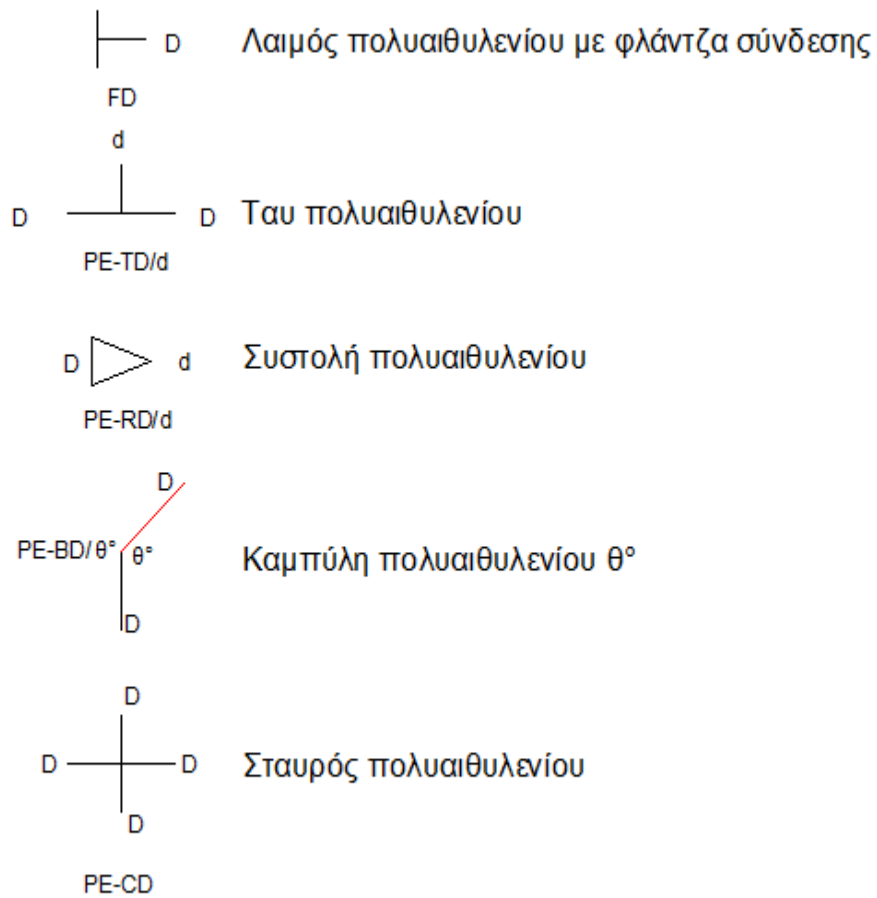 D Λαιμός πολυαιθυλενίου με φλάντζα σύνδεσης
FD
d
D D Ταυ πολυαιθυλενίου
PE-TD/d
D d Συστολή πολυαιθυλενίου
PE-RD/d
D
PE-BD/θ° θ° Καμπύλη πολυαιθυλενίου θ°
D
D
D D Σταυρός πολυαιθυλενίου
D
PE-CD